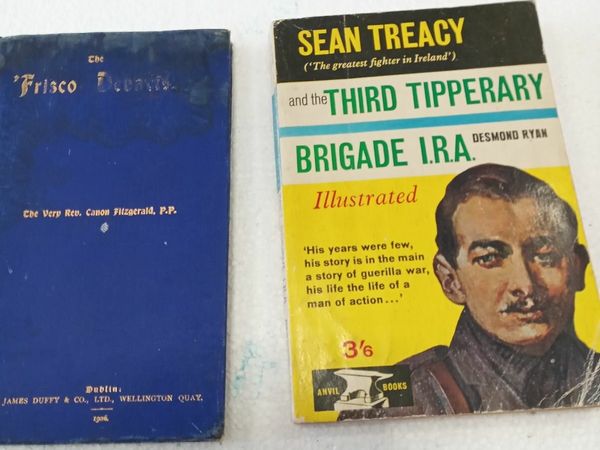 The
'Frisco
The Very Rev. Canon Fitzgerald, P.P.
Dublin:
JAMES DUFFY & CO., LTD., WELLINGTON QUAY.
1906.
SEAN TREACY
('The greatest fighter in Ireland')
and the THIRD TIPPERARY
BRIGADE I.R.A.
DESMOND RYAN
Illustrated
'His years were few,
his story is in the main
a story of guerilla war,
his life the life of a
man of action...'
3'6
ANVIL BOOKS